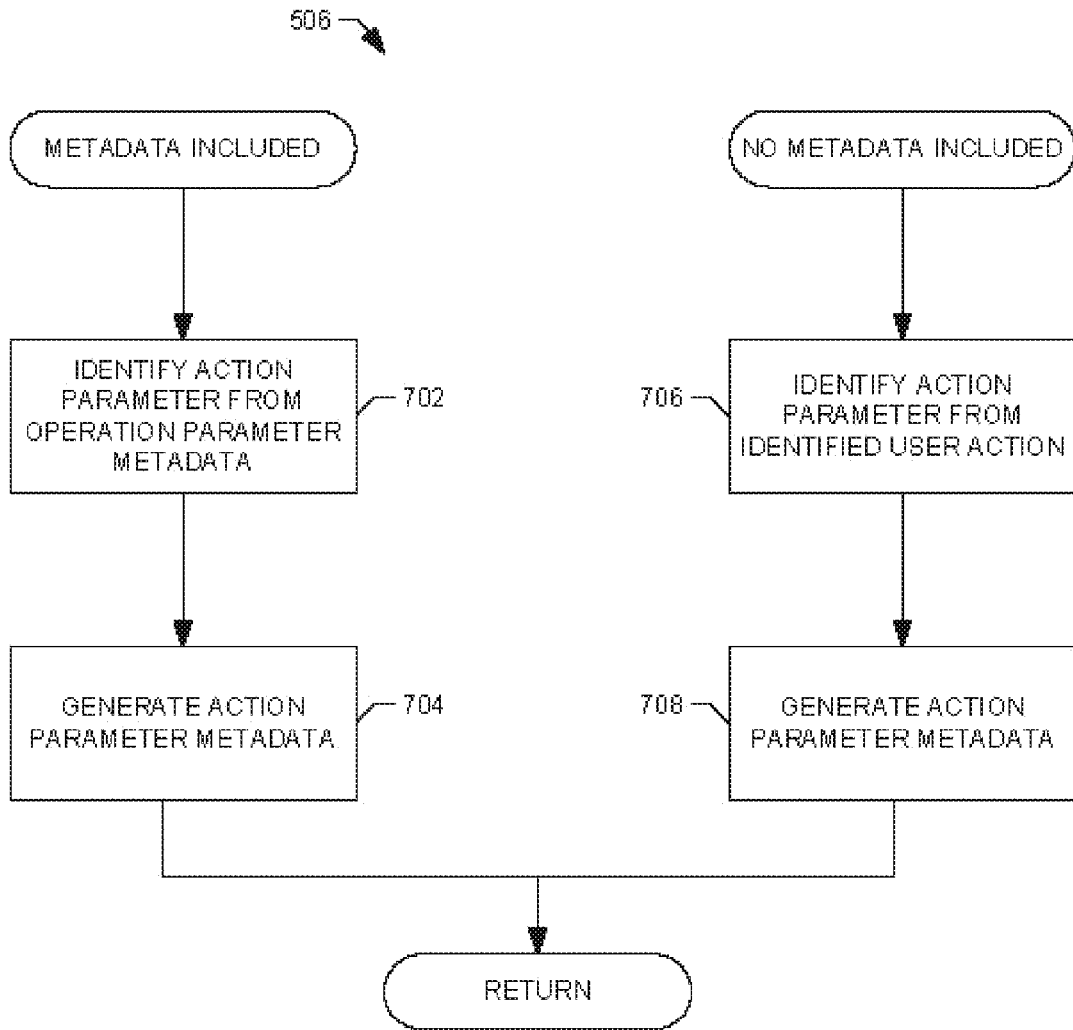 506
METADATA INCLUDED
NO METADATA INCLUDED
IDENTIFY ACTION
PARAMETER FROM
OPERATION PARAMETER
METADATA
702
706
IDENTIFY ACTION
PARAMETER FROM
IDENTIFIED USER ACTION
GENERATE ACTION
PARAMETER METADATA
704
708
GENERATE ACTION
PARAMETER METADATA
RETURN